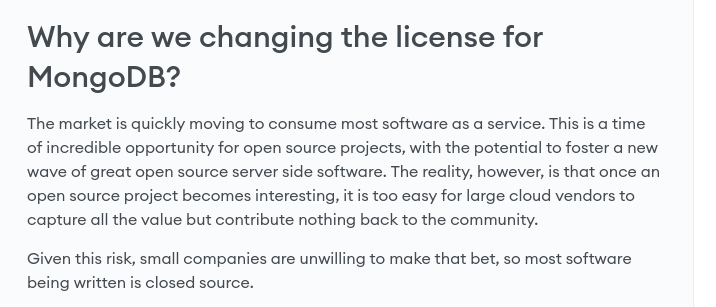 Why are we changing the license for
MongoDB?
The market is quickly moving to consume most software as a service. This is a time
of incredible opportunity for open source projects, with the potential to foster a new
wave of great open source server side software. The reality, however, is that once an
open source project becomes interesting, it is too easy for large cloud vendors to
capture all the value but contribute nothing back to the community.
Given this risk, small companies are unwilling to make that bet, so most software
being written is closed source.